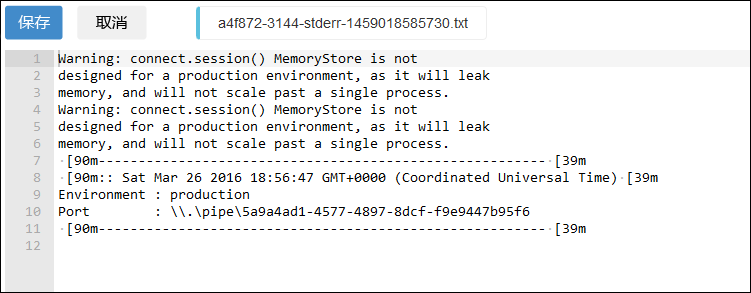 保存 取消 a4f872-3144-stderr-1459018585730.txt
1 Warning: connect.session() MemoryStore is not
2 designed for a production environment, as it will leak
3 memory, and will not scale past a single process.
4 Warning: connect.session() MemoryStore is not
5 designed for a production environment, as it will leak
6 memory, and will not scale past a single process.
7 ·[90m------------------------------------------------------- ·[39m
8 ·[90m:: Sat Mar 26 2016 18:56:47 GMT+0000 (Coordinated Universal Time)·[39m
9 Environment : production
10 Port        : \\.\pipe\5a9a4ad1-4577-4897-8dcf-f9e9447b95f6
11 ·[90m------------------------------------------------------- ·[39m
12